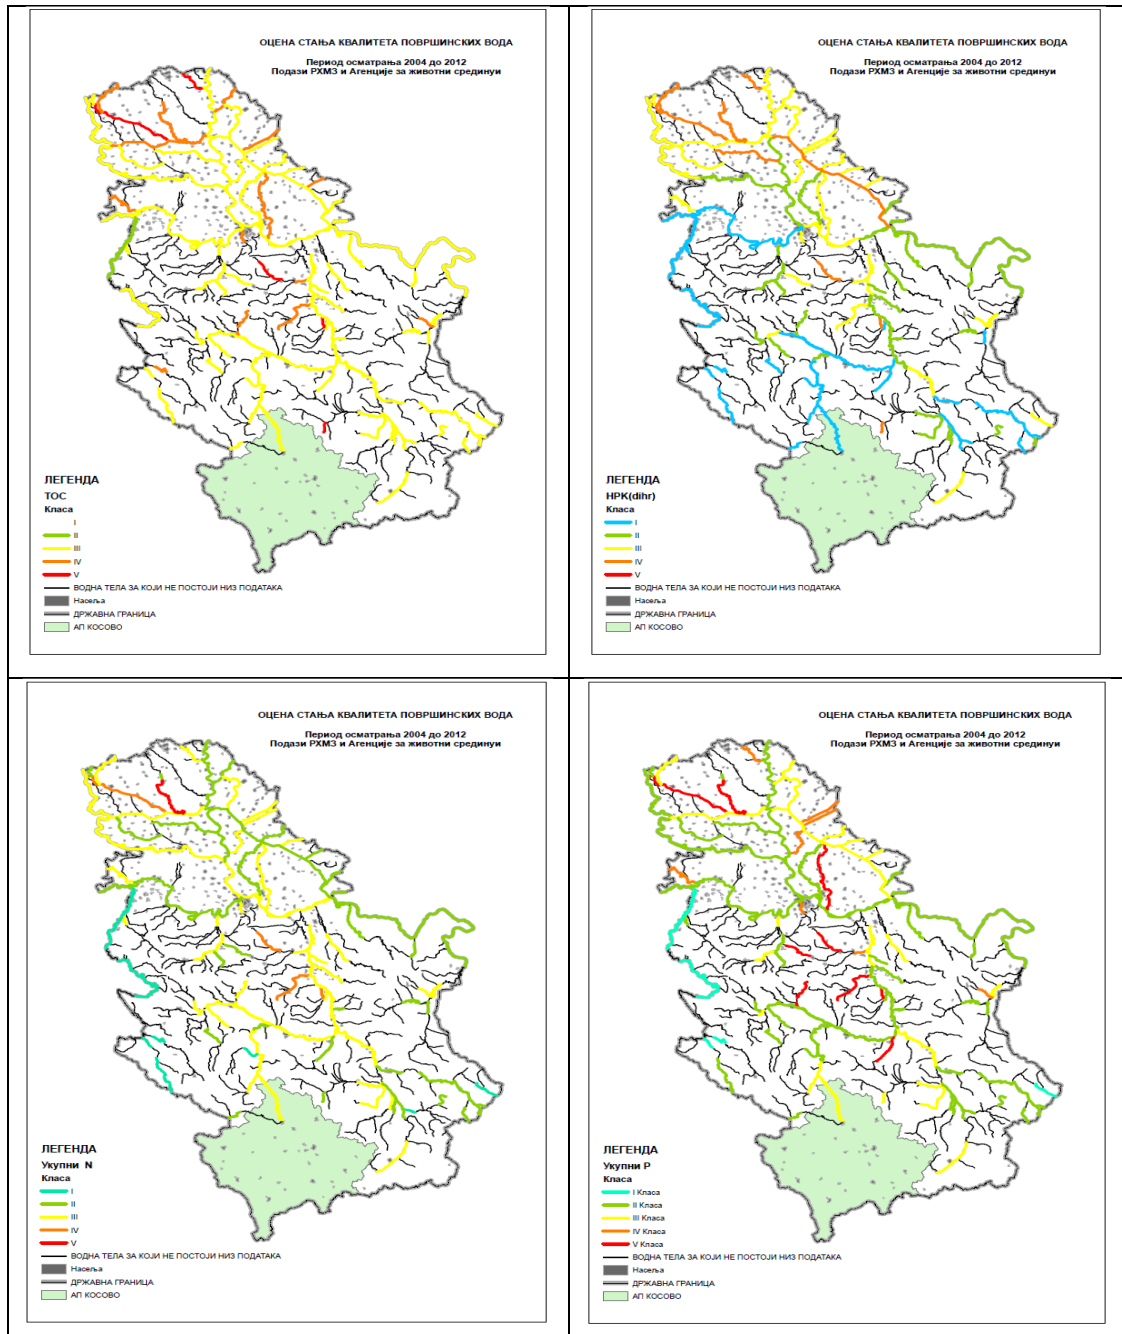 ОЦЕНА СТАЊА КВАЛИТЕТА ПОВРШИНСКИХ ВОДА
Период осматрања 2004 до 2012
Подази РХМЗ и Агенције за животни срединуи
ЛЕГЕНДА
TOC
Класа
I
II
III
IV
V
ВОДНА ТЕЛА ЗА КОЈИ НЕ ПОСТОЈИ НИЗ ПОДАТАКА
Насеља
ДРЖАВНА ГРАНИЦА
АП КОСОВО
ОЦЕНА СТАЊА КВАЛИТЕТА ПОВРШИНСКИХ ВОДА
Период осматрања 2004 до 2012
Подази РХМЗ и Агенције за животни срединуи
ЛЕГЕНДА
HPK(dihr)
Класа
I
II
III
IV
V
ВОДНА ТЕЛА ЗА КОЈИ НЕ ПОСТОЈИ НИЗ ПОДАТАКА
Насеља
ДРЖАВНА ГРАНИЦА
АП КОСОВО
ОЦЕНА СТАЊА КВАЛИТЕТА ПОВРШИНСКИХ ВОДА
Период осматрања 2004 до 2012
Подази РХМЗ и Агенције за животни срединуи
ЛЕГЕНДА
Укупни N
Класа
I
II
III
IV
V
ВОДНА ТЕЛА ЗА КОЈИ НЕ ПОСТОЈИ НИЗ ПОДАТАКА
Насеља
ДРЖАВНА ГРАНИЦА
АП КОСОВО
ОЦЕНА СТАЊА КВАЛИТЕТА ПОВРШИНСКИХ ВОДА
Период осматрања 2004 до 2012
Подази РХМЗ и Агенције за животни срединуи
ЛЕГЕНДА
Укупни P
Класа
I Класа
II Класа
III Класа
IV Класа
V Класа
ВОДНА ТЕЛА ЗА КОЈИ НЕ ПОСТОЈИ НИЗ ПОДАТАКА
Насеља
ДРЖАВНА ГРАНИЦА
АП КОСОВО